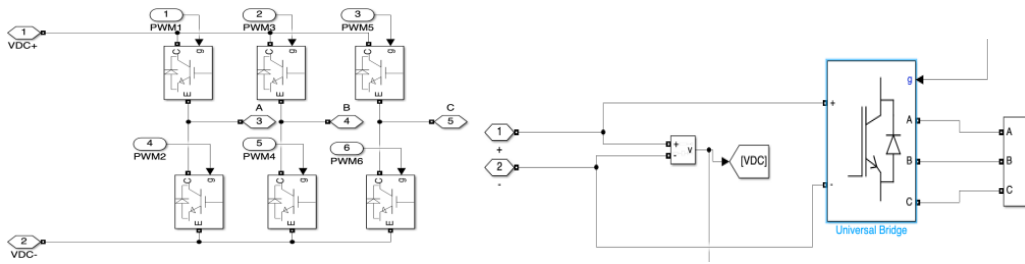 1
VDC+
1
PWM1
2
PWM3
3
PWM5
C
g
E
C
g
E
C
g
E
A
3
B
4
C
5
4
PWM2
5
PWM4
6
PWM6
C
g
E
C
g
E
C
g
E
2
VDC-
1
+
2
-
+
-
v
[VDC]
g
+
-
A
B
C
Universal Bridge
A
B
C